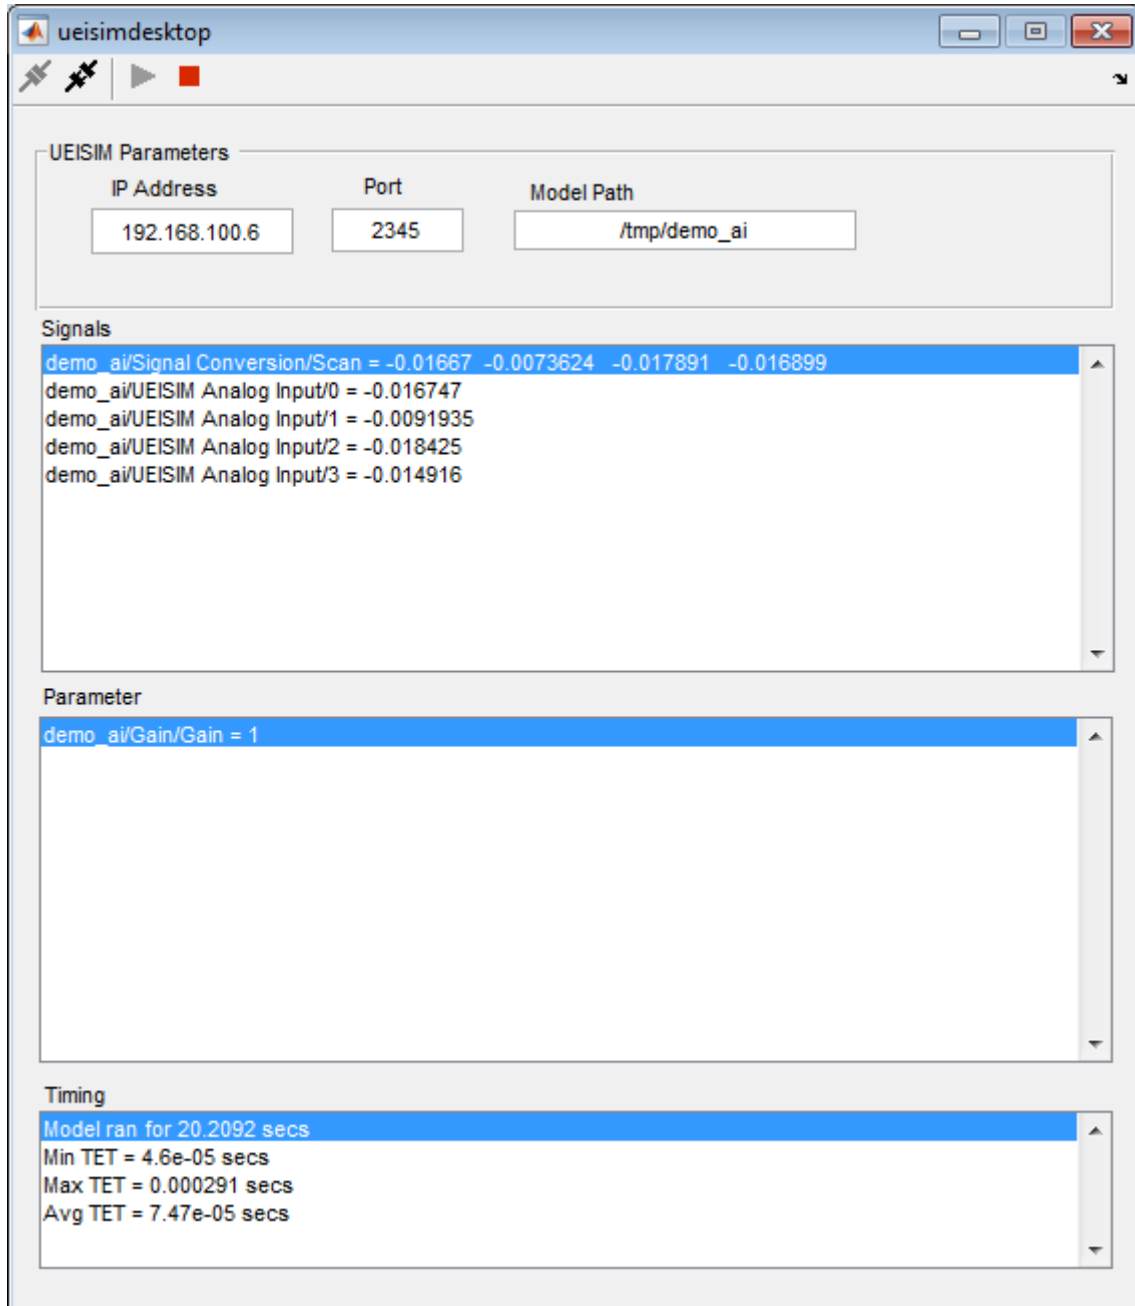 ueisimdesktop
UEISIM Parameters
IP Address Port Model Path
192.168.100.6 2345 /tmp/demo_ai
Signals
demo_ai/Signal Conversion/Scan = -0.01667 -0.0073624 -0.017891 -0.016899
demo_ai/UEISIM Analog Input/0 = -0.016747
demo_ai/UEISIM Analog Input/1 = -0.0091935
demo_ai/UEISIM Analog Input/2 = -0.018425
demo_ai/UEISIM Analog Input/3 = -0.014916
Parameter
demo_ai/Gain/Gain = 1
Timing
Model ran for 20.2092 secs
Min TET = 4.6e-05 secs
Max TET = 0.000291 secs
Avg TET = 7.47e-05 secs